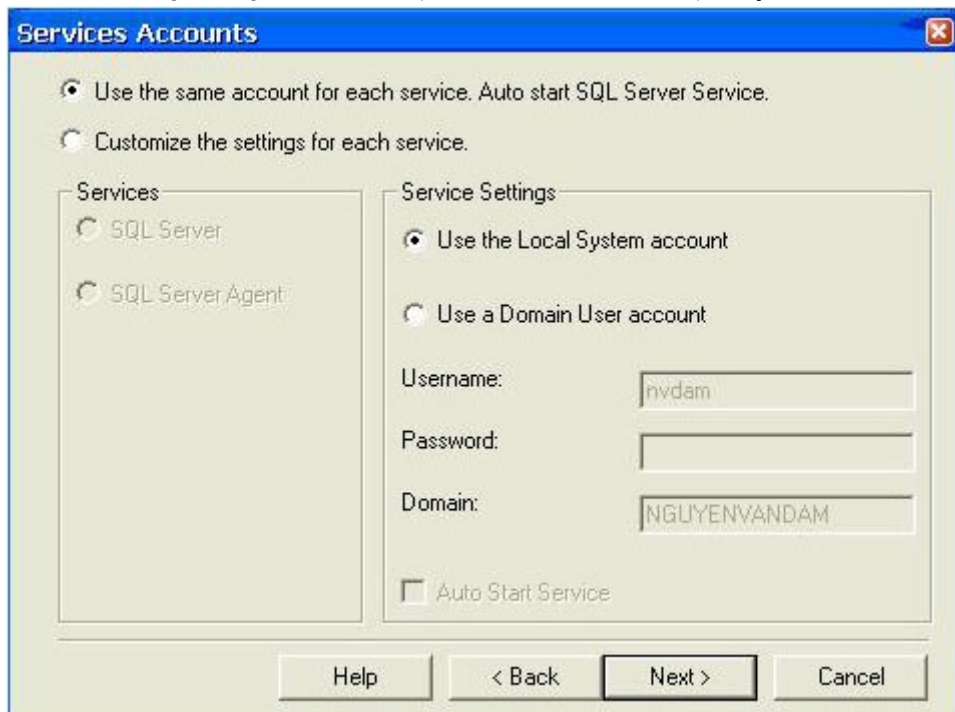 Services Accounts
Use the same account for each service. Auto start SQL Server Service.
Customize the settings for each service.
Services
SQL Server
SQL Server Agent
Service Settings
Use the Local System account
Use a Domain User account
Username:
nvdam
Password:
Domain:
NGUYENVANDAM
Auto Start Service
Help
< Back
Next >
Cancel